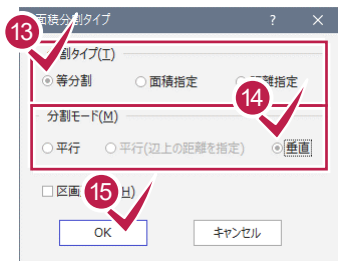 面積分割タイプ ? ×
13
割タイプ(T)
等分割 面積指定 距離指定
14
分割モード(M)
平行 平行(辺上の距離を指定) 垂直
区画 H)
15
OK キャンセル